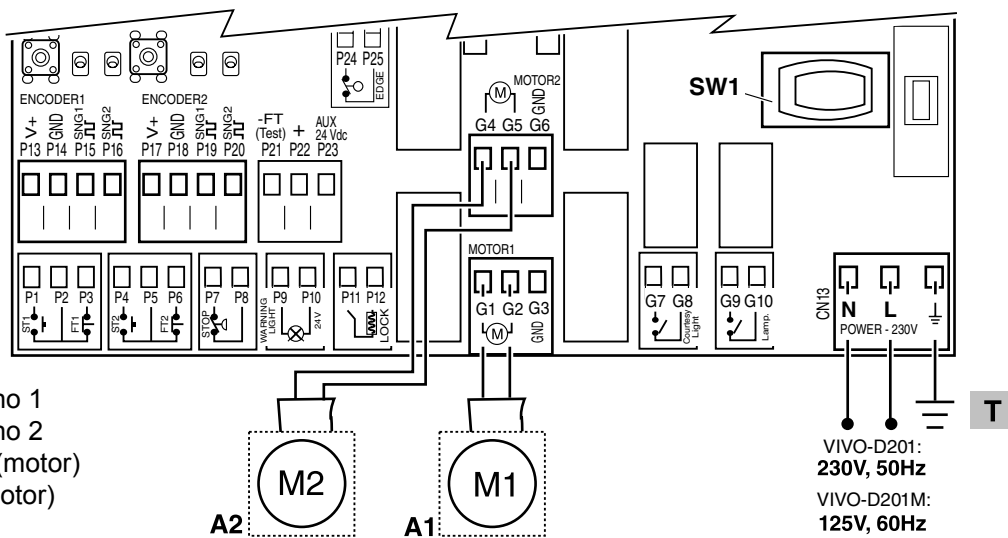 P24 P25
EDGE
ENCODER1
V+ GND SNG1 SNG2
P13 P14 P15 P16
ENCODER2
V+ GND SNG1 SNG2
P17 P18 P19 P20
-FT
(Test) + AUX
24 Vdc
P21 P22 P23
MOTOR2
M
GND
G4 G5 G6
SW1
MOTOR1
G1 G2 G3
M
GND
P1 P2 P3
ST1 FT1
P4 P5 P6
ST2 FT2
P7 P8
STOP
P9 P10
WARNING
LIGHT
24V
P11 P12
LOCK
G7 G8
Courtesy
Light
G9 G10
Lamp.
CN13
N L
POWER - 230V
no 1
no 2
(motor)
otor)
M2
A2
M1
A1
T
VIVO-D201:
230V, 50Hz
VIVO-D201M:
125V, 60Hz